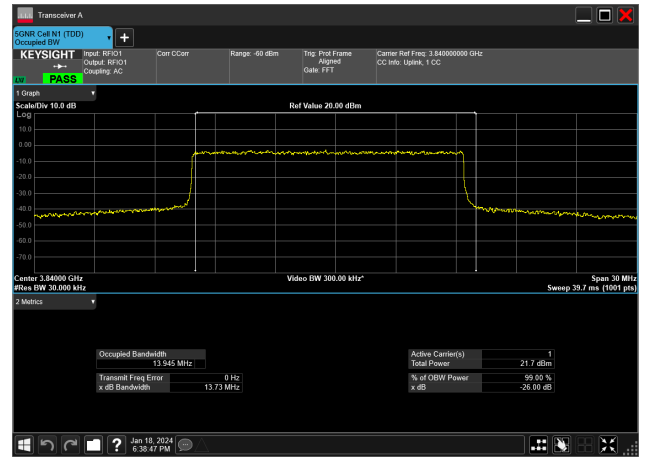 Transceiver A
5GNR Cell N1 (TDD)
Occupied BW
KEYSIGHT
LXI
PASS
Input: RFIO1
Output: RFIO1
Coupling: AC
Corr CCorr
Range: -60 dBm
Trig: Prot Frame
Aligned
Gate: FFT
Carrier Ref Freq: 3.840000000 GHz
CC Info: Uplink, 1 CC
1 Graph
Scale/Div 10.0 dB
Ref Value 20.00 dBm
Log
10.0
0.00
-10.0
-20.0
-30.0
-40.0
-50.0
-60.0
-70.0
Center 3.84000 GHz
Video BW 300.00 kHz*
Span 30 MHz
#Res BW 30.000 kHz
Sweep 39.7 ms (1001 pts)
2 Metrics
Occupied Bandwidth
13.945 MHz
Active Carrier(s) 1
Total Power 21.7 dBm
Transmit Freq Error 0 Hz
x dB Bandwidth 13.73 MHz
% of OBW Power 99.00 %
x dB -26.00 dB
Jan 18, 2024
6:38:47 PM